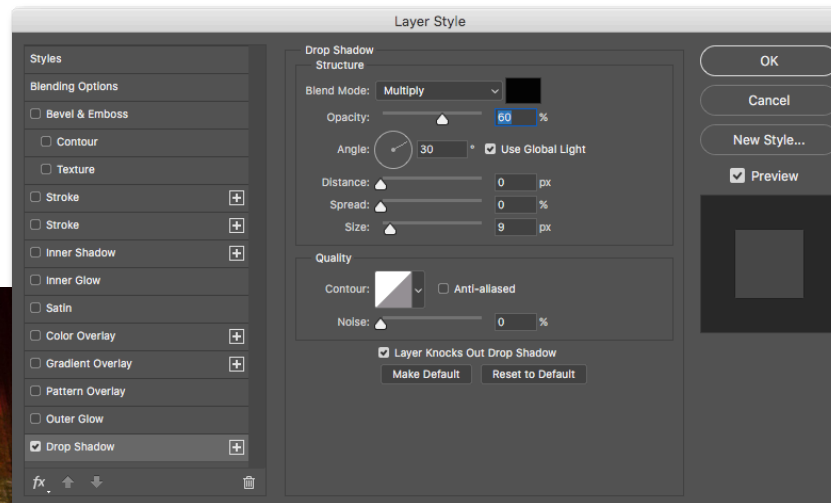 Layer Style
Styles
Blending Options
Bevel & Emboss
Contour
Texture
Stroke
Stroke
Inner Shadow
Inner Glow
Satin
Color Overlay
Gradient Overlay
Pattern Overlay
Outer Glow
Drop Shadow
fx
Drop Shadow
Structure
Blend Mode: Multiply
Opacity: 60 %
Angle: 30 ° Use Global Light
Distance: 0 px
Spread: 0 %
Size: 9 px
Quality
Contour: Anti-aliased
Noise: 0 %
Layer Knocks Out Drop Shadow
Make Default Reset to Default
OK
Cancel
New Style...
Preview